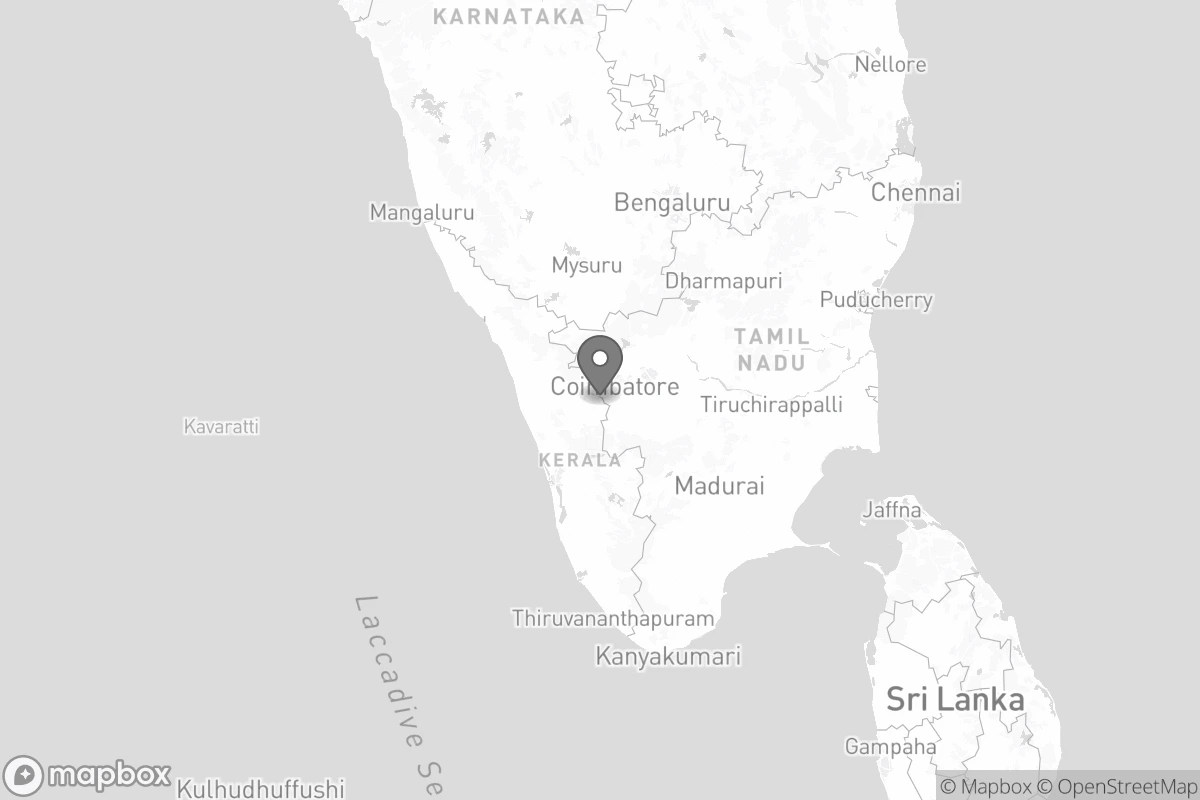 KARNATAKA
Nellore
Chennai
Bengaluru
Mangaluru
Mysuru
Dharmapuri
Puducherry
TAMIL
NADU
Coimbatore
Tiruchirappalli
Kavaratti
KERALA
Madurai
Jaffna
Laccadive Se
Thiruvananthapuram
Kanyakumari
Sri Lanka
Gampaha
mapbox
Kulhudhuffushi
© Mapbox © OpenStreetMap